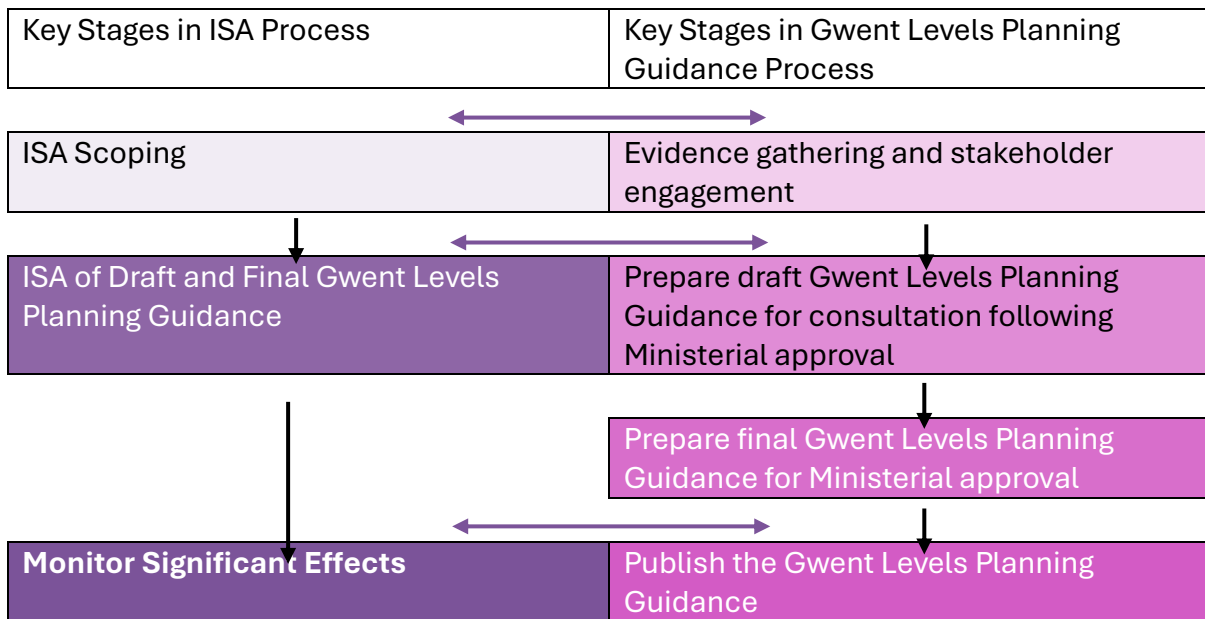 Key Stages in ISA Process
Key Stages in Gwent Levels Planning
Guidance Process
ISA Scoping
Evidence gathering and stakeholder
engagement
ISA of Draft and Final Gwent Levels
Planning Guidance
Prepare draft Gwent Levels Planning
Guidance for consultation following
Ministerial approval
Prepare final Gwent Levels Planning
Guidance for Ministerial approval
Monitor Significant Effects
Publish the Gwent Levels Planning
Guidance